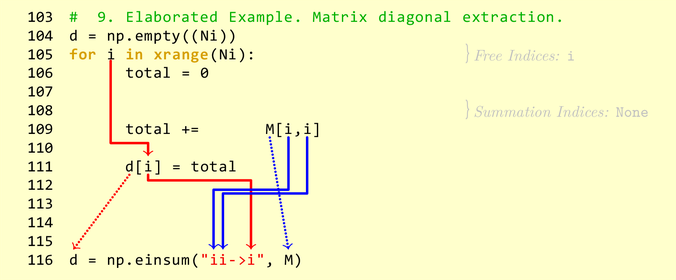 103 #  9. Elaborated Example. Matrix diagonal extraction.
104 d = np.empty((Ni))
105 for i in xrange(Ni): } Free Indices: i
106 total = 0
107
108 } Summation Indices: None
109 total += M[i,i]
110
111 d[i] = total
112
113
114
115
116 d = np.einsum("ii->i", M)